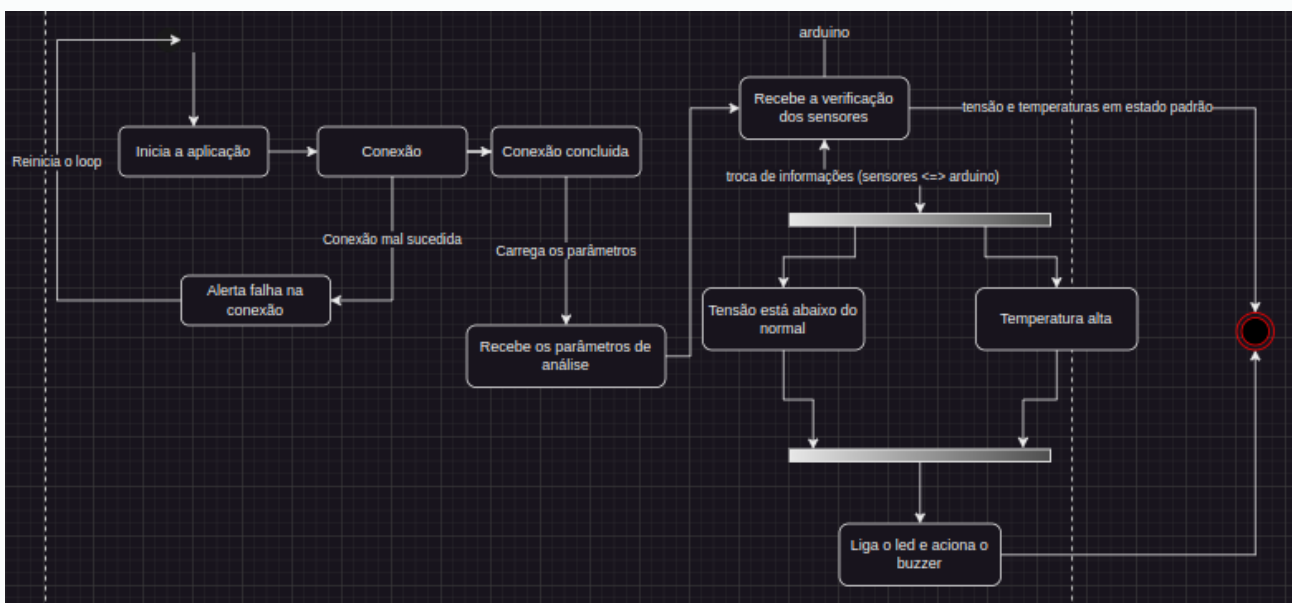 arduino
Recebe a verificação
dos sensores
tensão e temperaturas em estado padrão
Inicia a aplicação
Conexão
Conexão concluida
Reinicia o loop
troca de informações (sensores <=> arduino)
Conexão mal sucedida
Carrega os parâmetros
Alerta falha na
conexão
Tensão está abaixo do
normal
Temperatura alta
Recebe os parâmetros de
análise
Liga o led e aciona o
buzzer